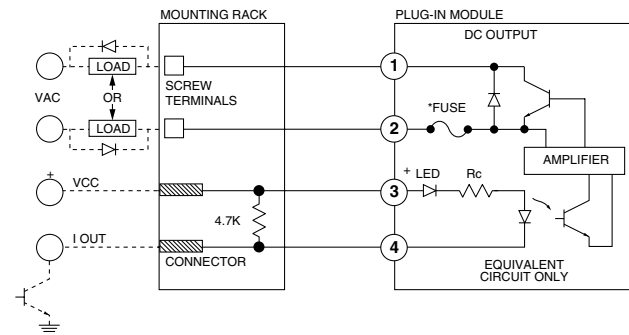 MOUNTING RACK
PLUG-IN MODULE
DC OUTPUT
LOAD
VAC
OR
LOAD
SCREW
TERMINALS
1
2
*FUSE
AMPLIFIER
+
VCC
3
+ LED
Rc
4.7K
I OUT
4
CONNECTOR
EQUIVALENT
CIRCUIT ONLY